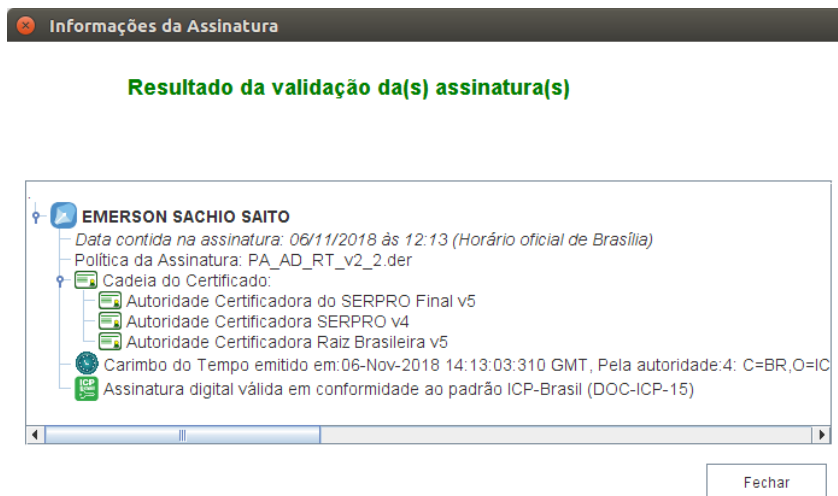 Informações da Assinatura
Resultado da validação da(s) assinatura(s)
EMERSON SACHIO SAITO
Data contida na assinatura: 06/11/2018 às 12:13 (Horário oficial de Brasília)
Política da Assinatura: PA_AD_RT_v2_2.der
Cadeia do Certificado:
Autoridade Certificadora do SERPRO Final v5
Autoridade Certificadora SERPRO v4
Autoridade Certificadora Raiz Brasileira v5
Carimbo do Tempo emitido em:06-Nov-2018 14:13:03:310 GMT, Pela autoridade:4: C=BR,O=IC
ICP
Assinatura digital válida em conformidade ao padrão ICP-Brasil (DOC-ICP-15)
Fechar